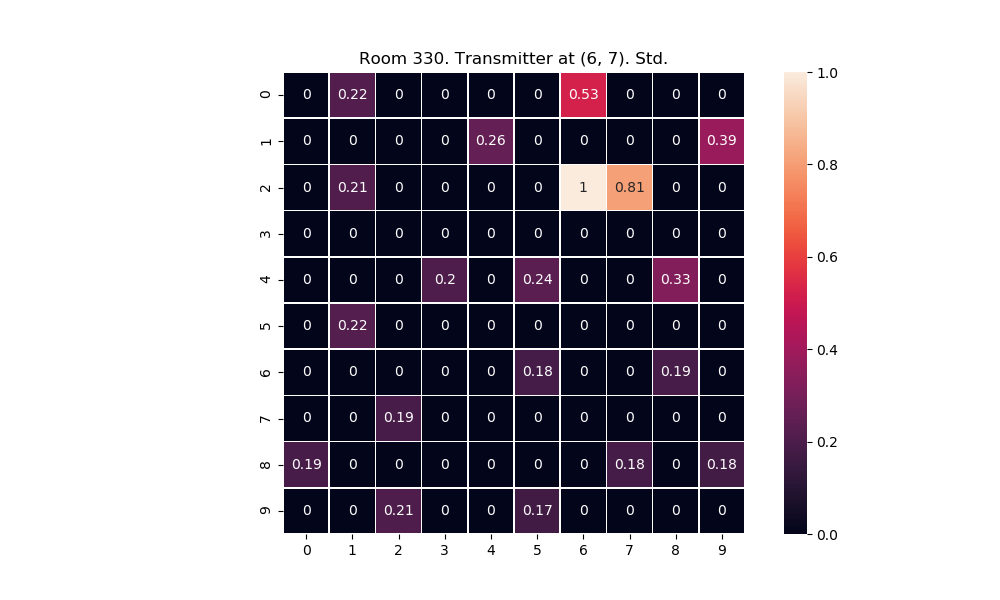 Room 330. Transmitter at (6, 7). Std.
0 0 0.22 0 0 0 0 0.53 0 0 0
1 0 0 0 0 0.26 0 0 0 0 0.39
2 0 0.21 0 0 0 0 1 0.81 0 0
3 0 0 0 0 0 0 0 0 0 0
4 0 0 0 0.2 0 0.24 0 0 0.33 0
5 0 0.22 0 0 0 0 0 0 0 0
6 0 0 0 0 0 0.18 0 0 0.19 0
7 0 0 0.19 0 0 0 0 0 0 0
8 0.19 0 0 0 0 0 0 0.18 0 0.18
9 0 0 0.21 0 0 0.17 0 0 0 0
0 1 2 3 4 5 6 7 8 9
1.0
0.8
0.6
0.4
0.2
0.0